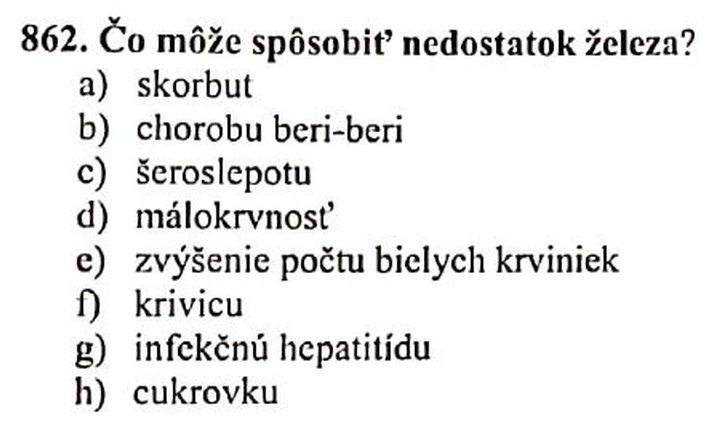 862. Čo môže spôsobiť nedostatok železa?
a) skorbut
b) chorobu beri-beri
c) šeroslepotu
d) málokrvnosť
e) zvýšenie počtu bielych krviniek
f) krivicu
g) infekčnú hepatitídu
h) cukrovku